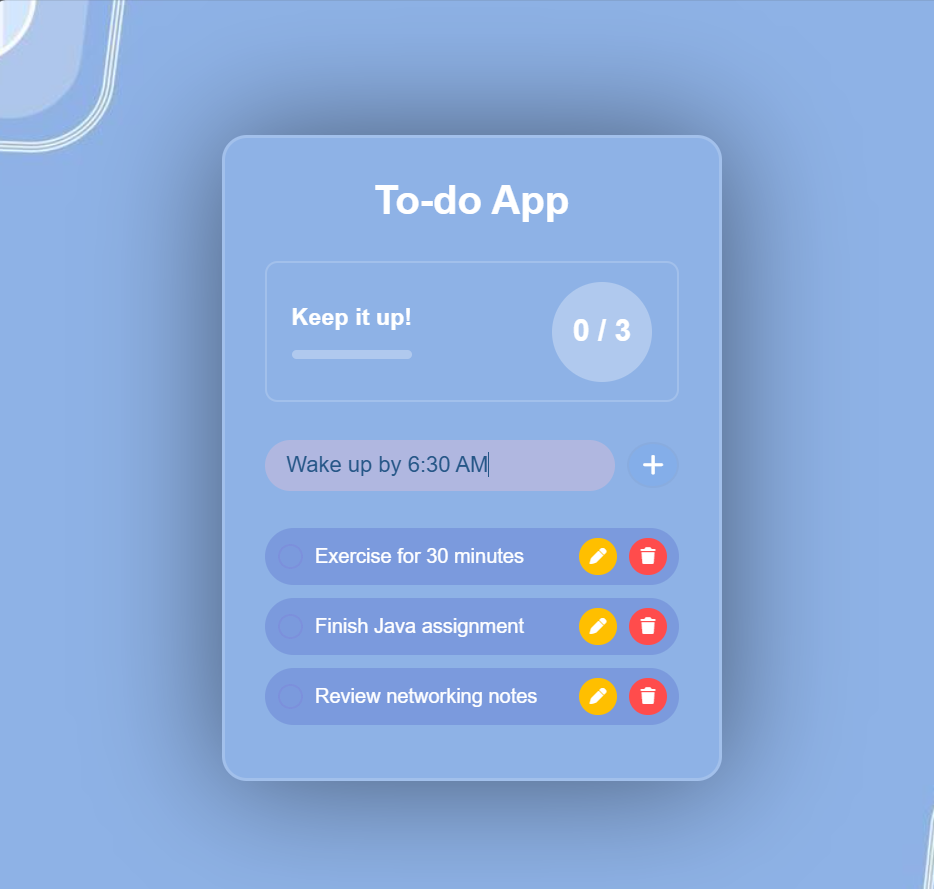 To-do App
Keep it up!
0 / 3
Wake up by 6:30 AM
Exercise for 30 minutes
Finish Java assignment
Review networking notes